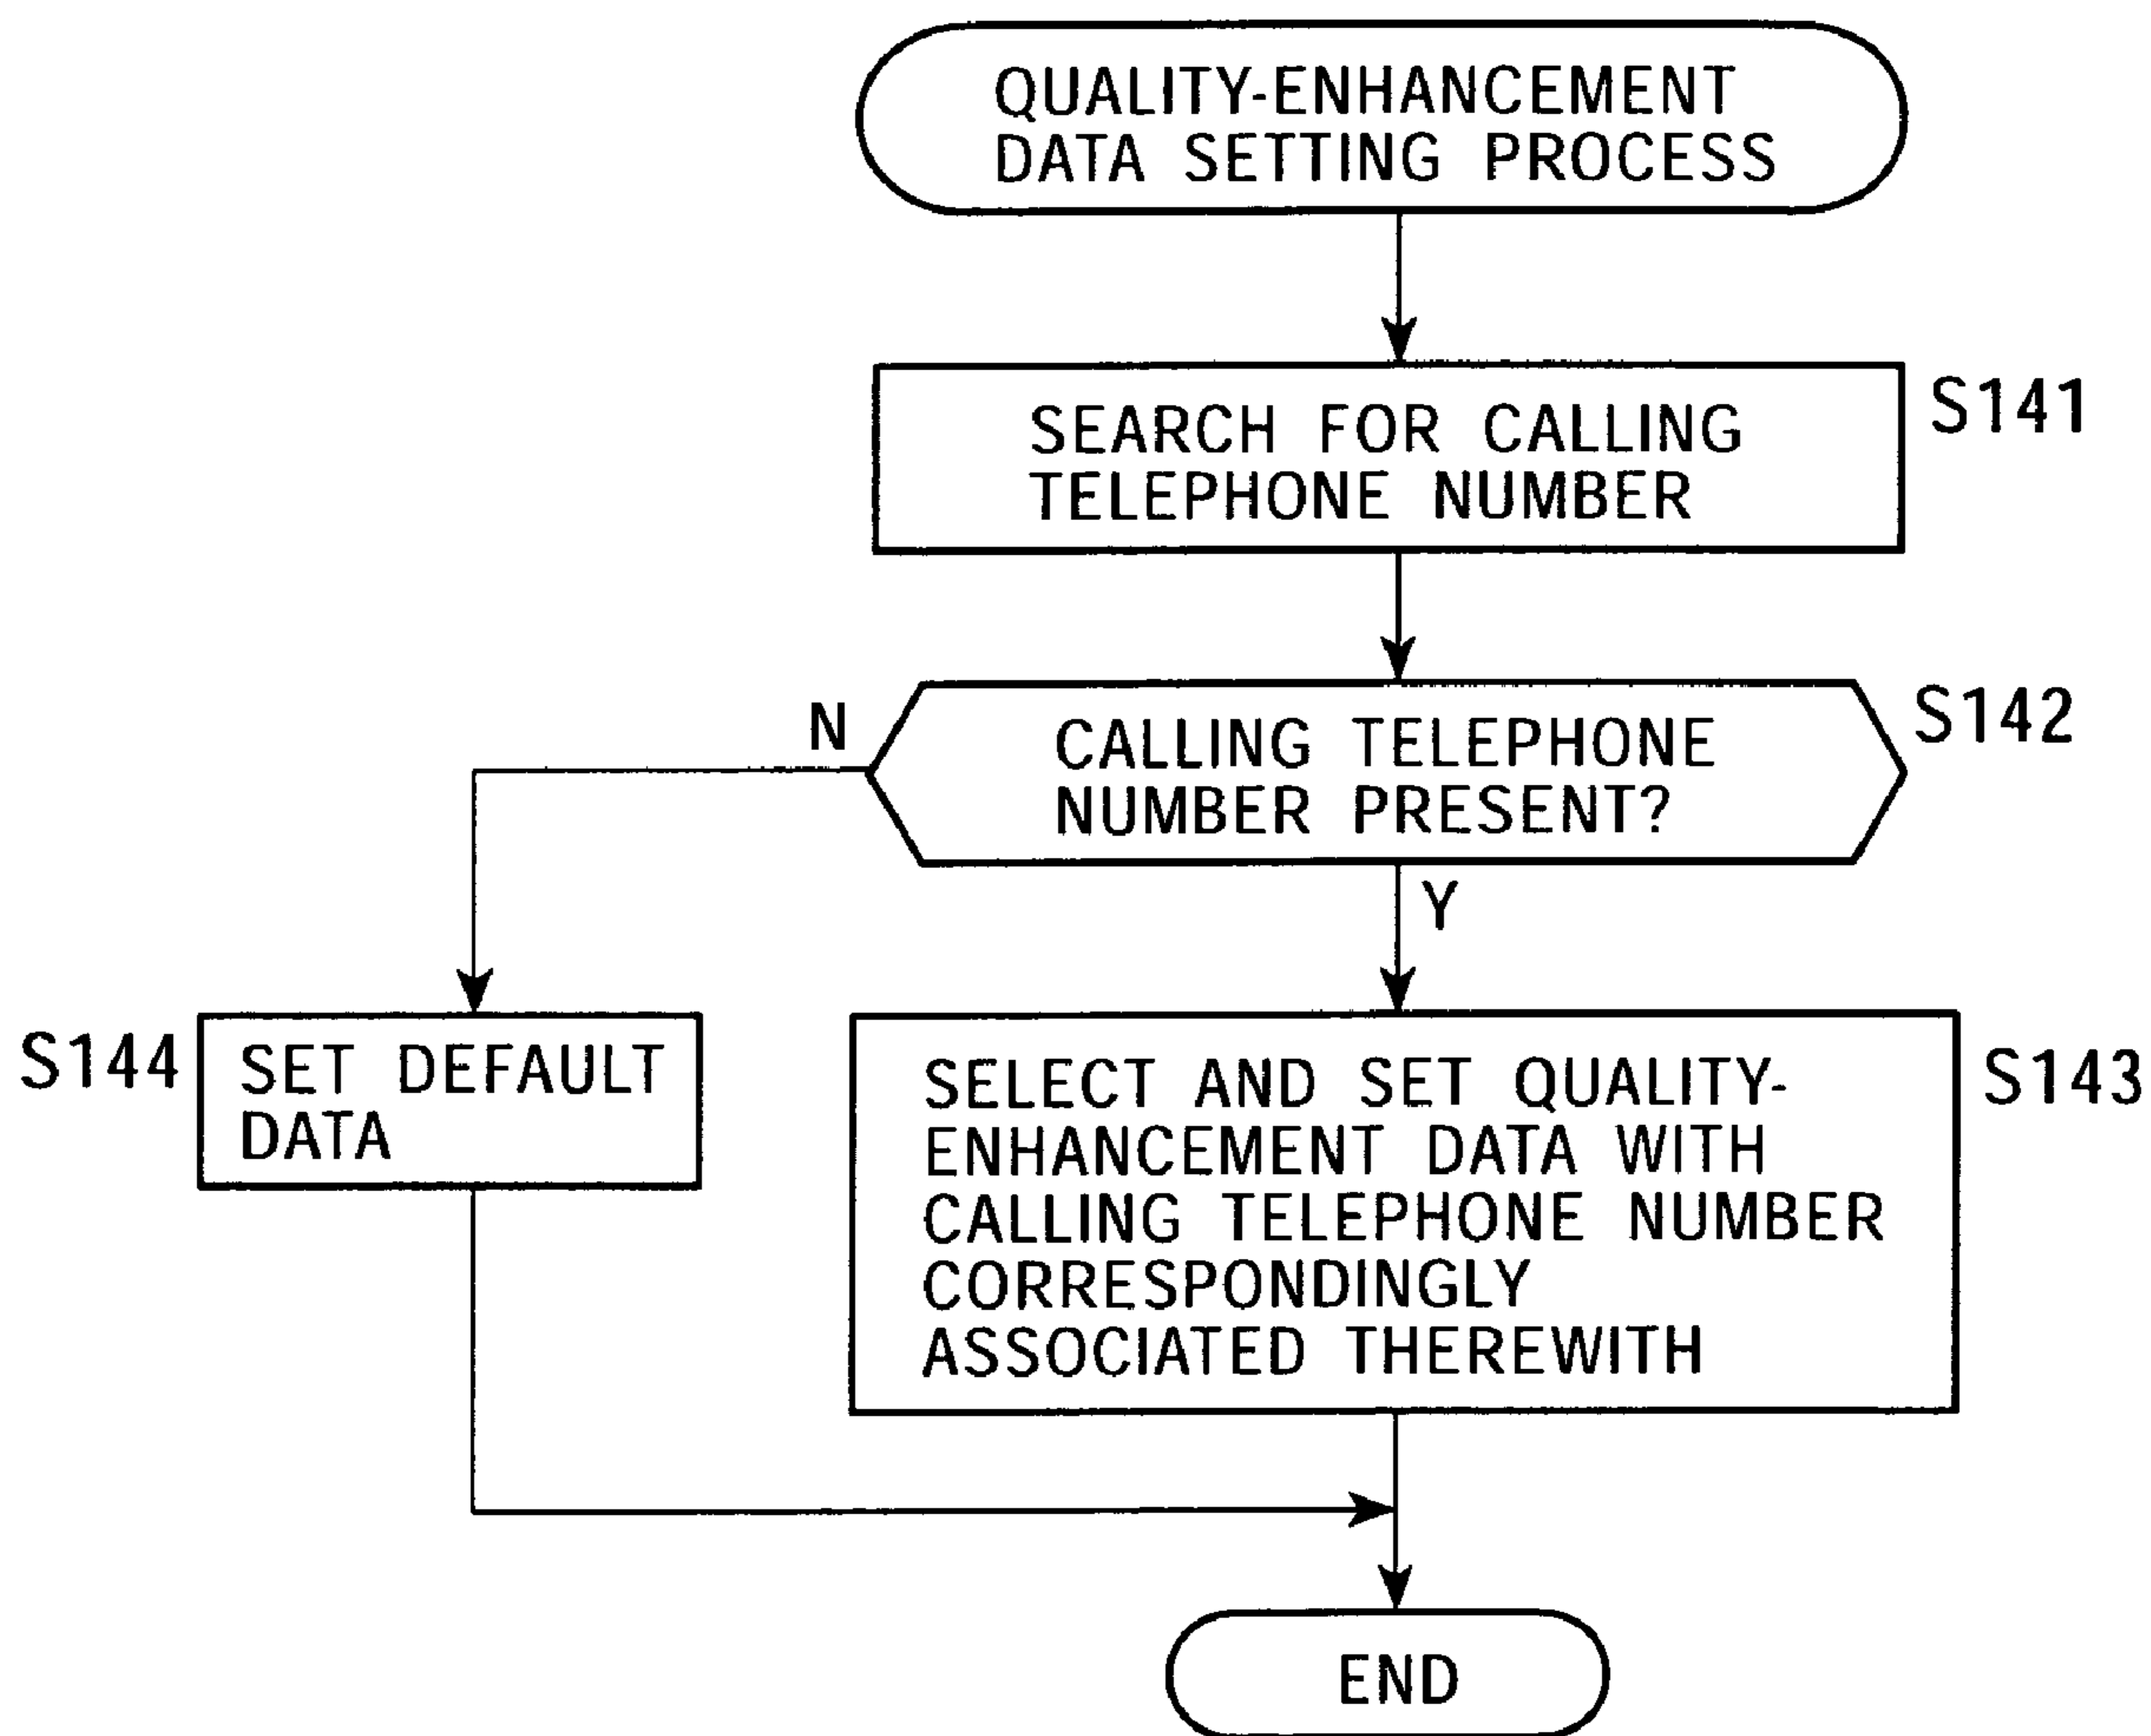 QUALITY-ENHANCEMENT
DATA SETTING PROCESS
SEARCH FOR CALLING
TELEPHONE NUMBER
S141
CALLING TELEPHONE
NUMBER PRESENT?
S142
N
Y
S144
SET DEFAULT
DATA
SELECT AND SET QUALITY-
ENHANCEMENT DATA WITH
CALLING TELEPHONE NUMBER
CORRESPONDINGLY
ASSOCIATED THEREWITH
S143
END